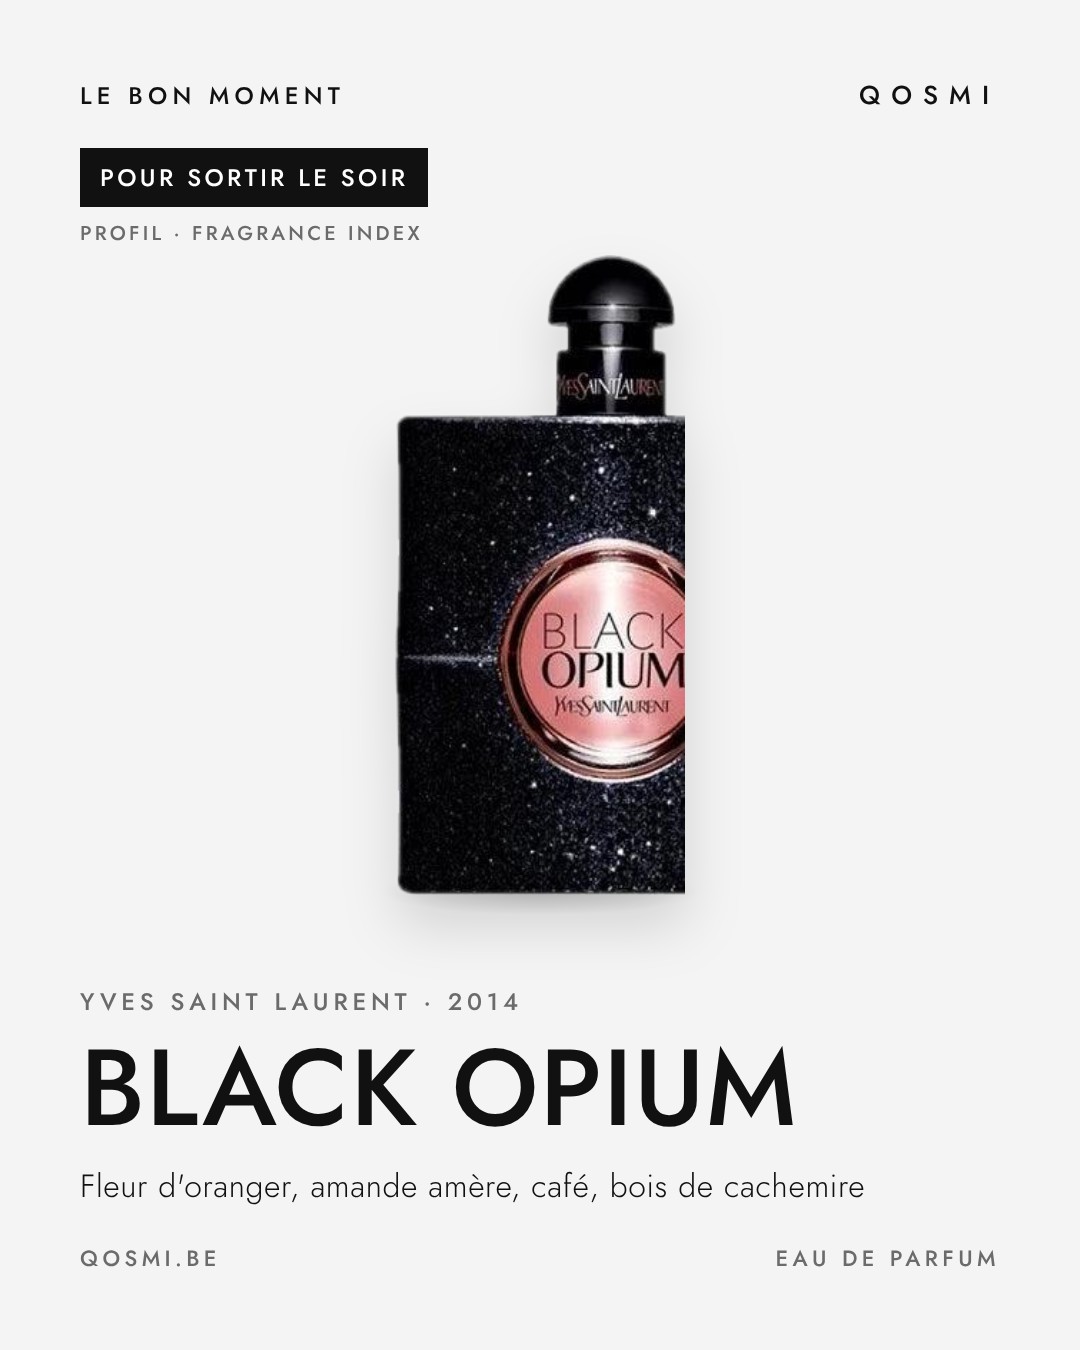 LE BON MOMENT
QOSMI
POUR SORTIR LE SOIR
PROFIL · FRAGRANCE INDEX
YVESSAINTLAURENT
BLACK
OPIUM
YVESSAINTLAURENT
YVES SAINT LAURENT · 2014
BLACK OPIUM
Fleur d'oranger, amande amère, café, bois de cachemire
QOSMI.BE
EAU DE PARFUM